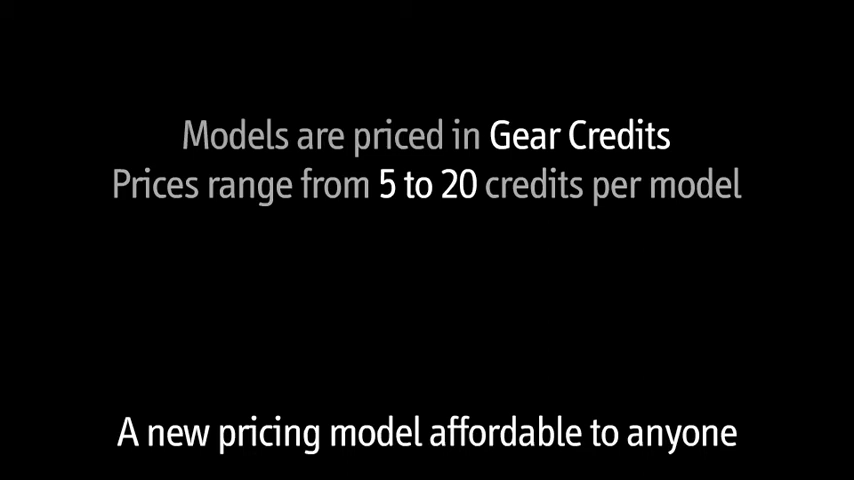 Models are priced in Gear Credits
Prices range from 5 to 20 credits per model
A new pricing model affordable to anyone